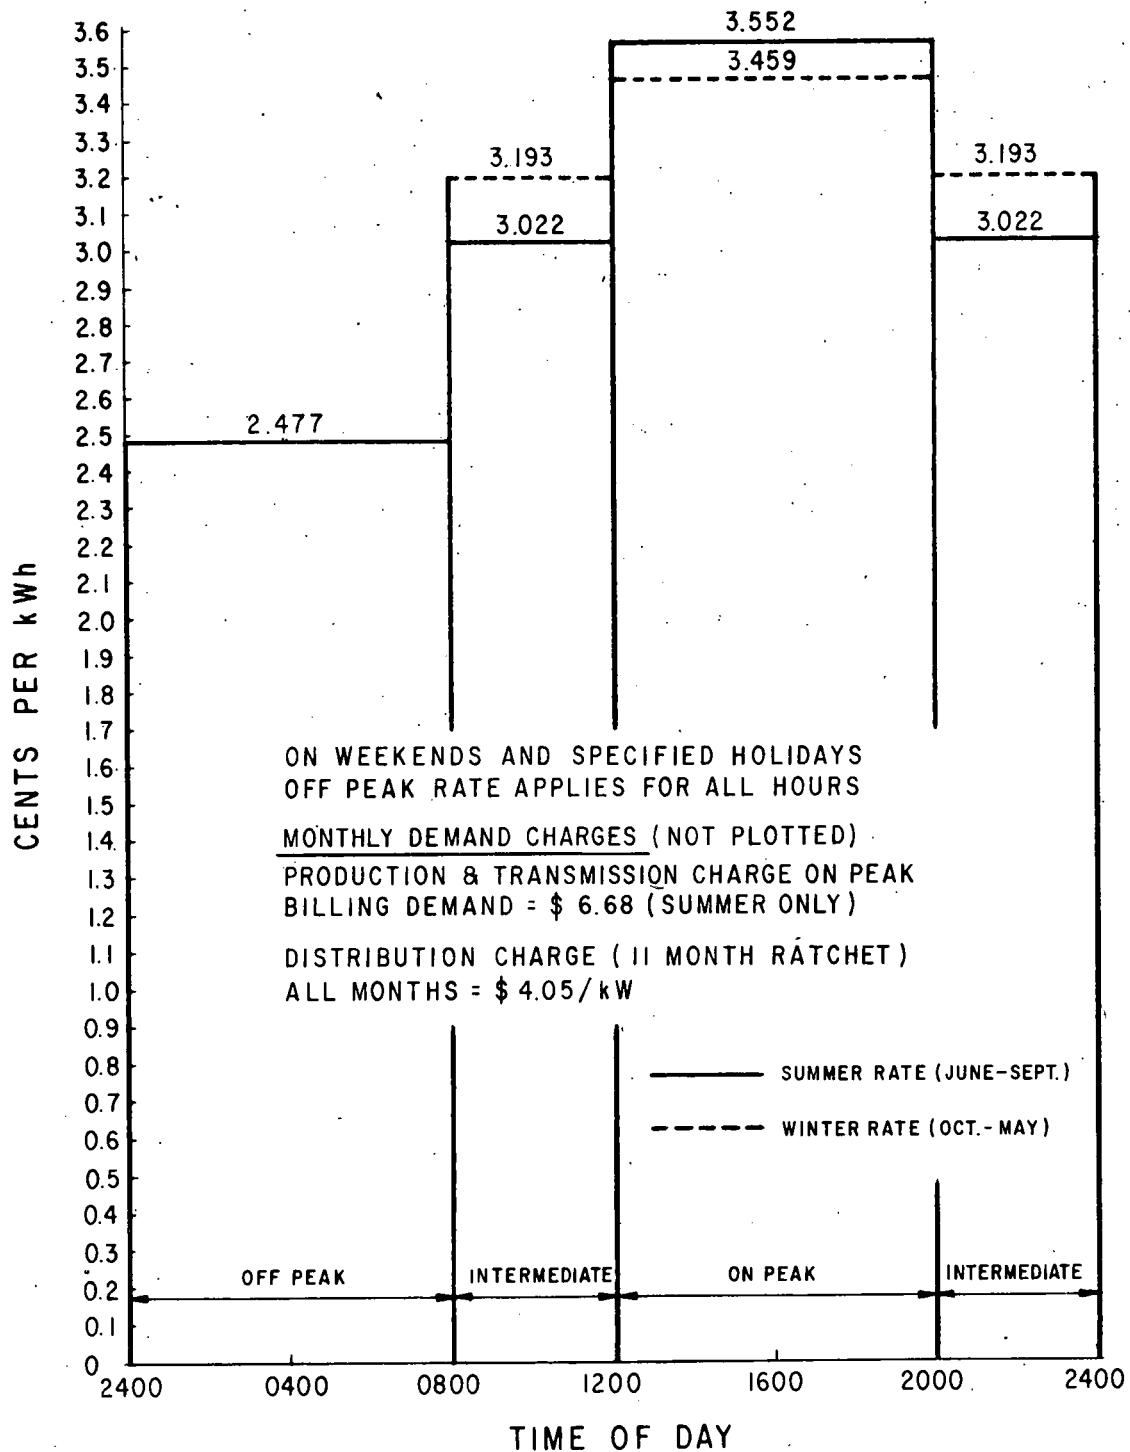 3.552
3.6
3.5
3.459
3.4
3.3
3.193
3.193
3.2
3.1
3.022
3.022
3.0
2.9
2.8
2.7
2.6
2.477
2.5
2.4
2.3
2.2
2.1
2.0
1.9
1.8
1.7
1.6
1.5
1.4
1.3
1.2
1.1
1.0
0.9
0.8
0.7
0.6
0.5
0.4
0.3
0.2
0.1
0
CENTS PER kWh
ON WEEKENDS AND SPECIFIED HOLIDAYS
OFF PEAK RATE APPLIES FOR ALL HOURS
MONTHLY DEMAND CHARGES (NOT PLOTTED)
PRODUCTION & TRANSMISSION CHARGE ON PEAK
BILLING DEMAND = $ 6.68 (SUMMER ONLY)
DISTRIBUTION CHARGE (11 MONTH RATCHET)
ALL MONTHS = $ 4.05/kW
SUMMER RATE (JUNE-SEPT.)
WINTER RATE (OCT.-MAY)
OFF PEAK
INTERMEDIATE
ON PEAK
INTERMEDIATE
2400 0400 0800 1200 1600 2000 2400
TIME OF DAY